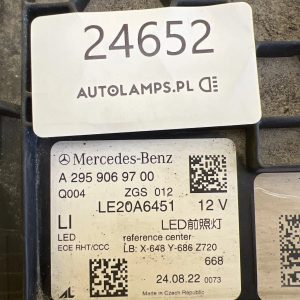 24652
AUTOLAMPS.PL
Mercedes-Benz
A 295 906 97 00
Q004 ZGS 012
LE20A6451 12 V
LI LED前照灯
LED reference center
ECE RHT/CCC LB: X-648 Y-686 Z720
668
24.08.22 0073
AL Made in Czech Republic